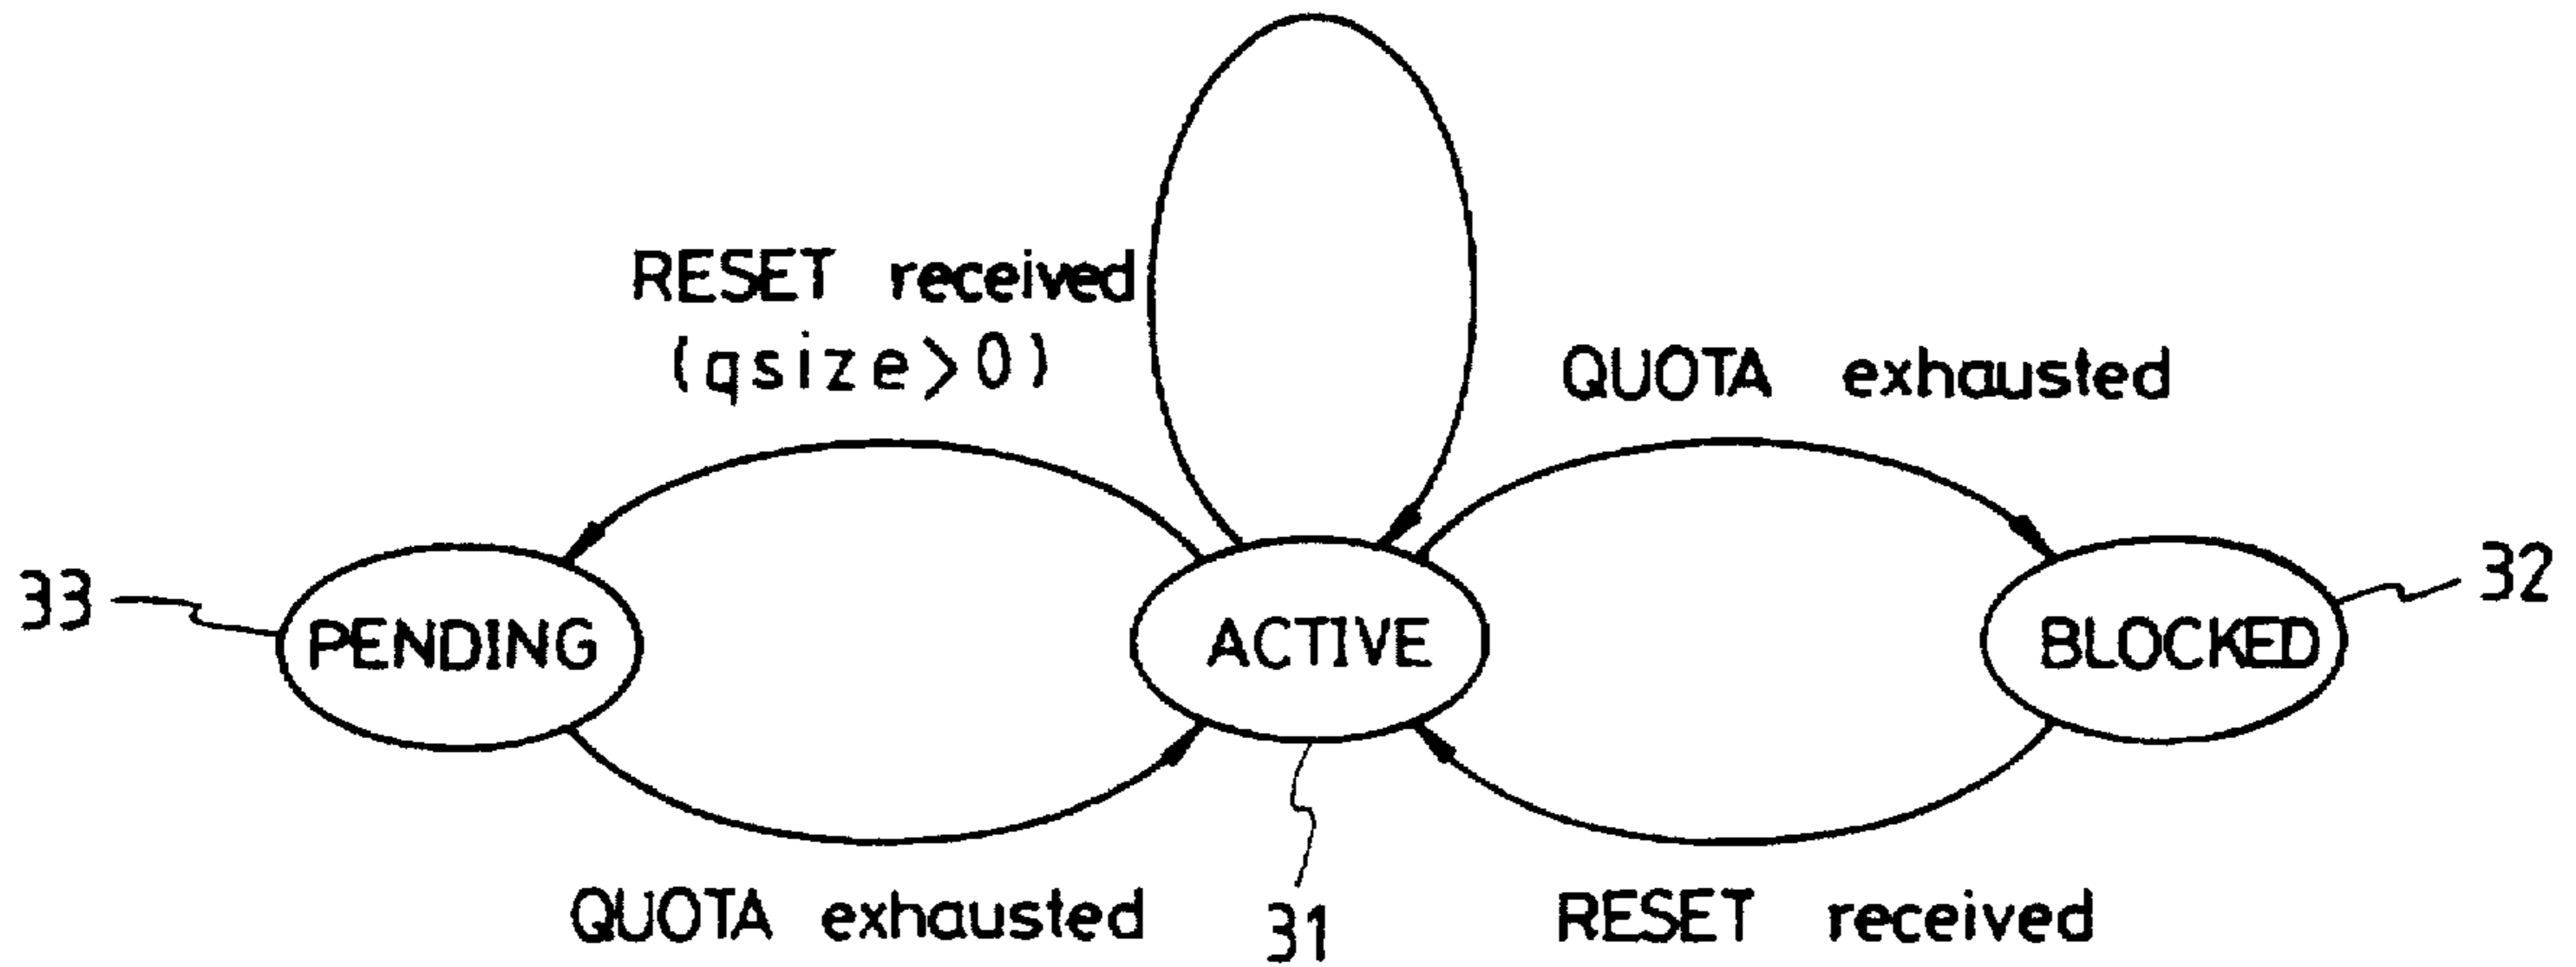 RESET received
(qsize>0)
QUOTA exhausted
33
PENDING
ACTIVE
BLOCKED
32
QUOTA exhausted
31
RESET received